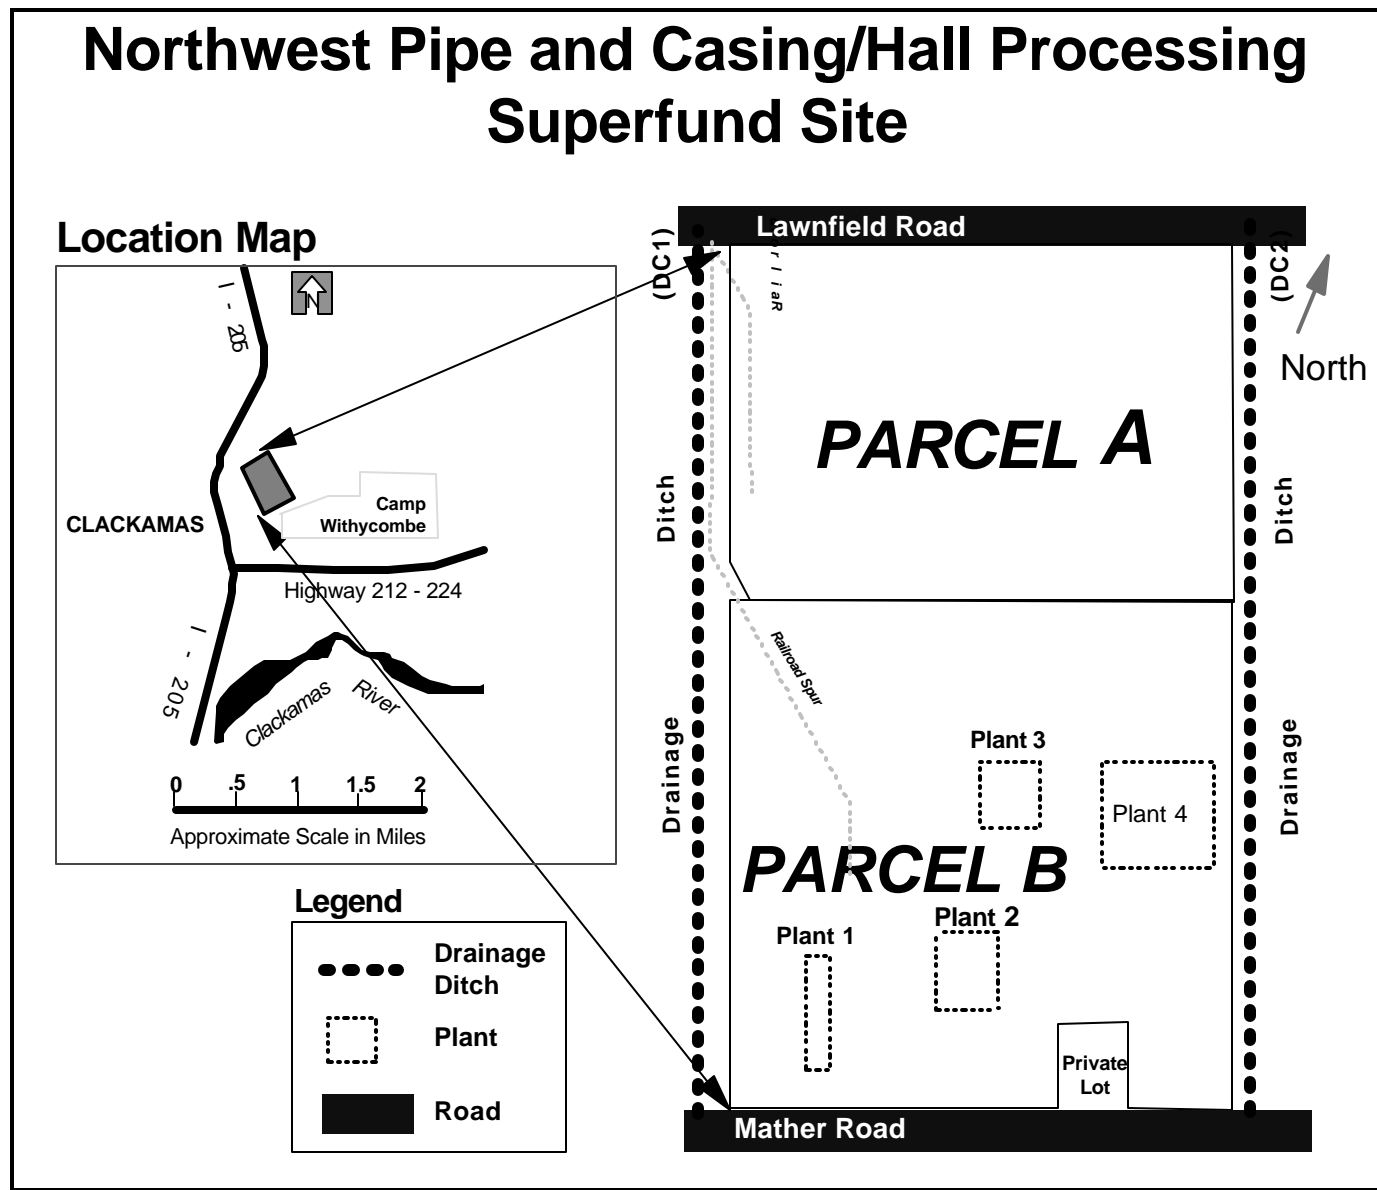 Northwest Pipe and Casing/Hall Processing
Superfund Site
Location Map
N
I - 205
CLACKAMAS
Camp
Withycombe
Highway 212 - 224
I - 205
Clackamas
River
0 .5 1 1.5 2
Approximate Scale in Miles
Legend
Drainage
Ditch
Plant
Road
Lawnfield Road
(DC1)
Ditch
Drainage
(DC2)
Ditch
Drainage
North
PARCEL A
Railroad Spur
Plant 3
Plant 4
PARCEL B
Plant 2
Plant 1
Private
Lot
Mather Road